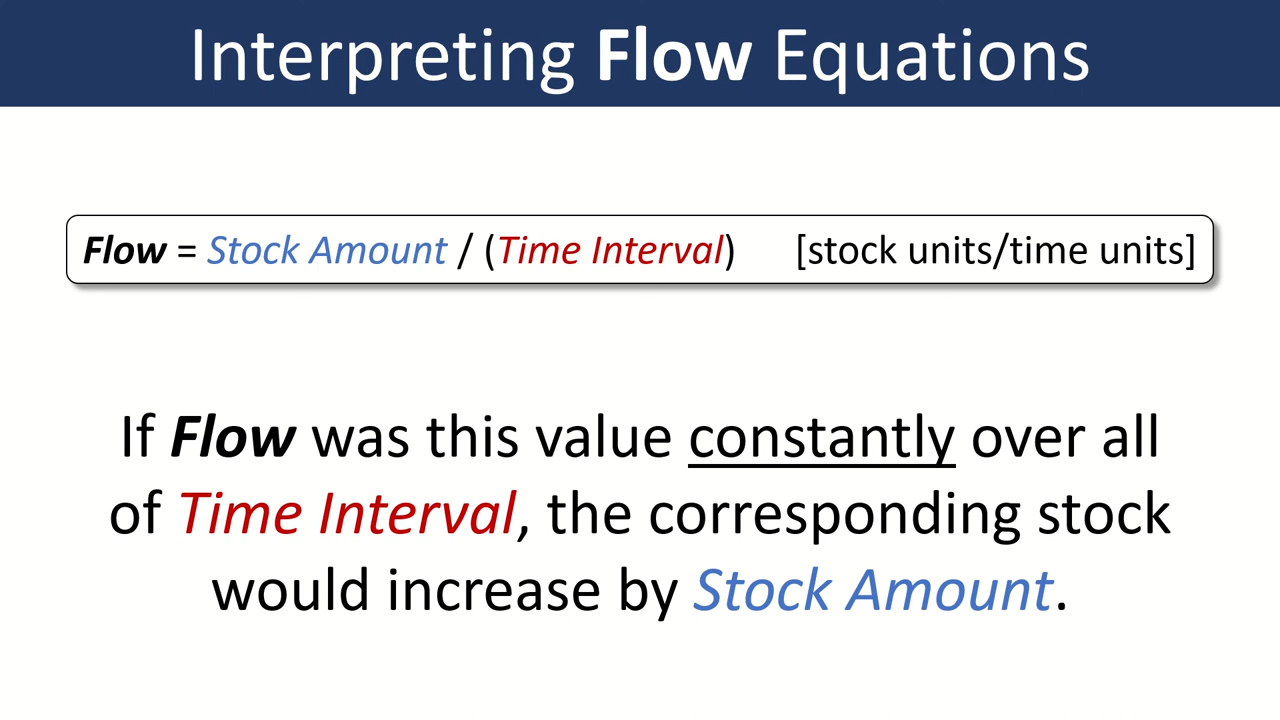 Interpreting Flow Equations
Flow = Stock Amount / (Time Interval) [stock units/time units]
If Flow was this value constantly over all
of Time Interval, the corresponding stock
would increase by Stock Amount.